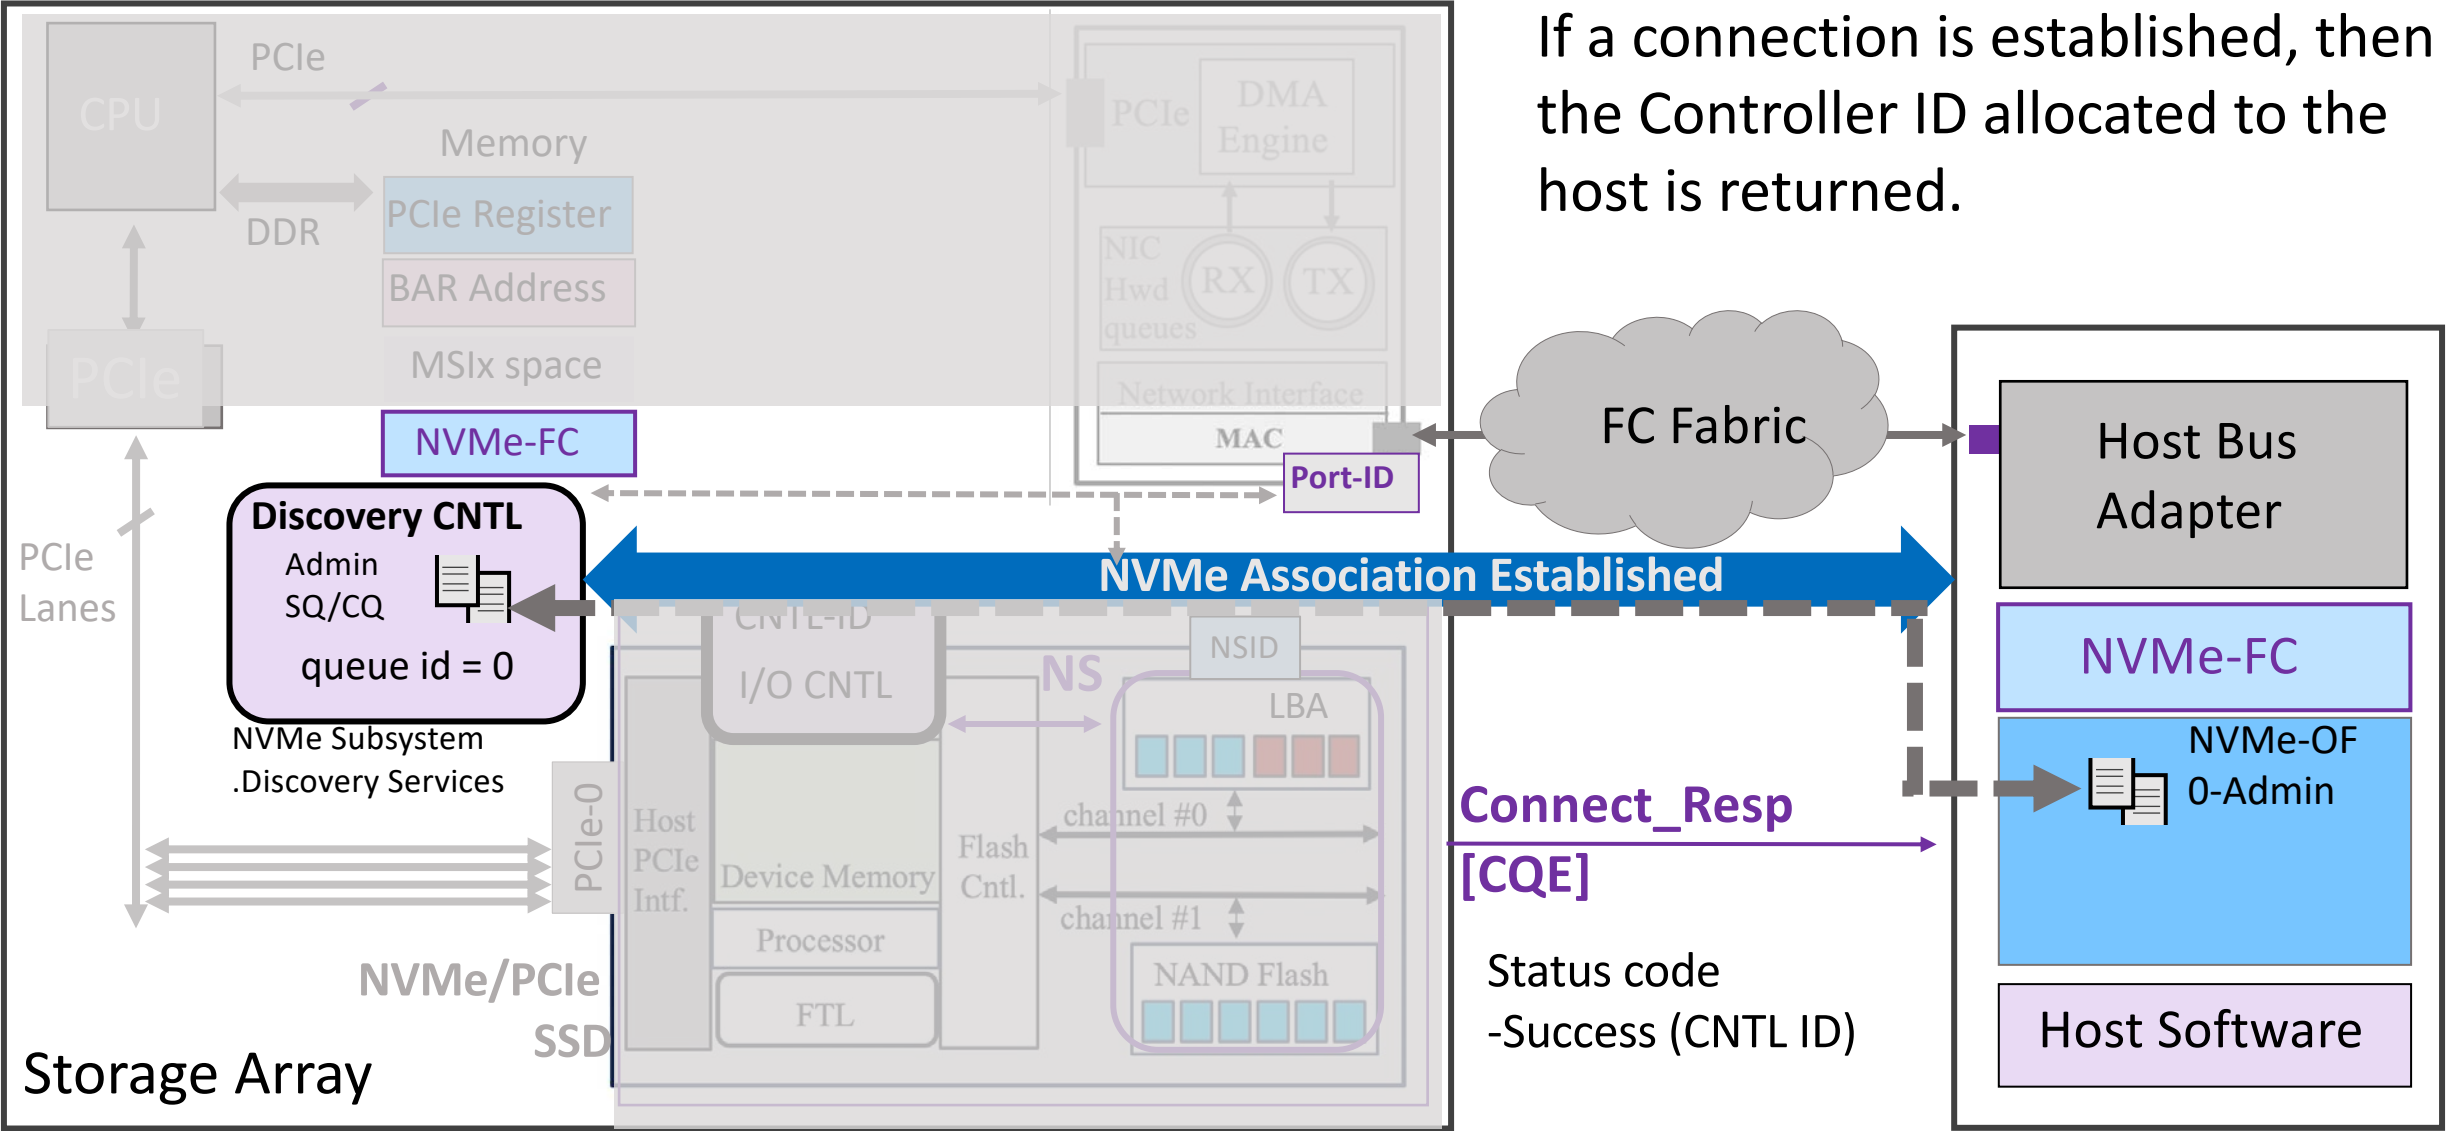 If a connection is established, then
the Controller ID allocated to the
host is returned.
PCIe
CPU
Memory
DDR
PCIe Register
BAR Address
MSIx space
PCIe
NVMe-FC
PCIe
DMA
Engine
NIC
Hwd
queues
RX
TX
Network Interface
MAC
Port-ID
FC Fabric
Host Bus
Adapter
Discovery CNTL
Admin
SQ/CQ
queue id = 0
NVMe Subsystem
.Discovery Services
PCIe
Lanes
NVMe Association Established
CNTL-ID
I/O CNTL
NS
NSID
LBA
NVMe-FC
NVMe-OF
0-Admin
PCIe-0
Host
PCIe
Intf.
Device Memory
Processor
FTL
Flash
Cntl.
channel #0
channel #1
NAND Flash
Connect_Resp
[CQE]
Status code
-Success (CNTL ID)
Host Software
NVMe/PCIe
SSD
Storage Array